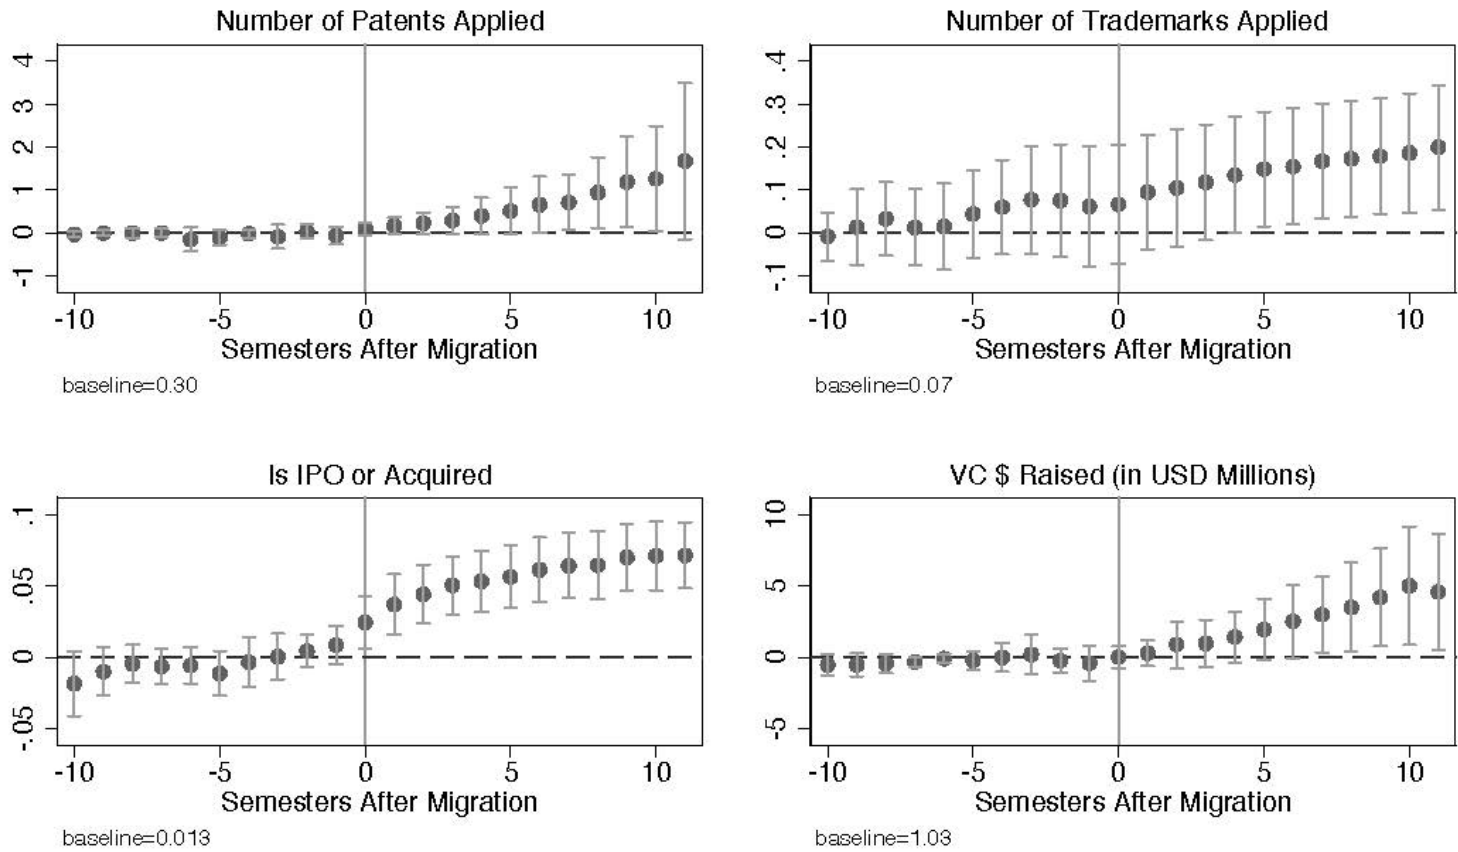 Number of Patents Applied
4
3
2
1
0
-1
-10 -5 0 5 10
Semesters After Migration
baseline=0.30
Number of Trademarks Applied
.4
.3
.2
.1
0
-.1
-10 -5 0 5 10
Semesters After Migration
baseline=0.07
Is IPO or Acquired
.1
.05
0
-.05
-10 -5 0 5 10
Semesters After Migration
baseline=0.013
VC $ Raised (in USD Millions)
10
5
0
-5
-10 -5 0 5 10
Semesters After Migration
baseline=1.03